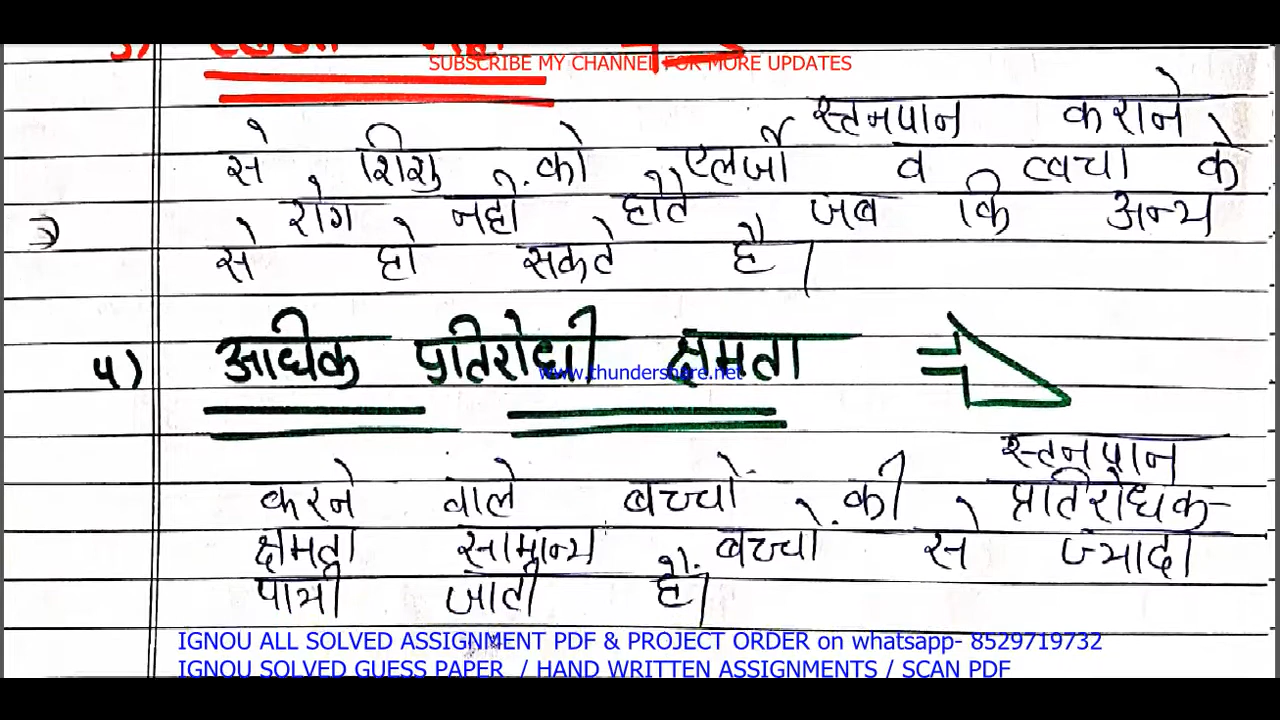 3)
SUBSCRIBE MY CHANNEL FOR MORE UPDATES
स्तनपान कराने
से शिशु को एलर्जी व त्वचा के
रोग नहीं होते जब कि अन्य
से हो सकते है।
५) अधिक प्रतिरोधी क्षमता
www.thundershare.net
स्तनपान
करने वाले बच्चों की प्रतिरोधक-
क्षमता सामान्य बच्चों से ज्यादा
पायी जाती है।
IGNOU ALL SOLVED ASSIGNMENT PDF & PROJECT ORDER on whatsapp- 8529719732
IGNOU SOLVED GUESS PAPER / HAND WRITTEN ASSIGNMENTS / SCAN PDF